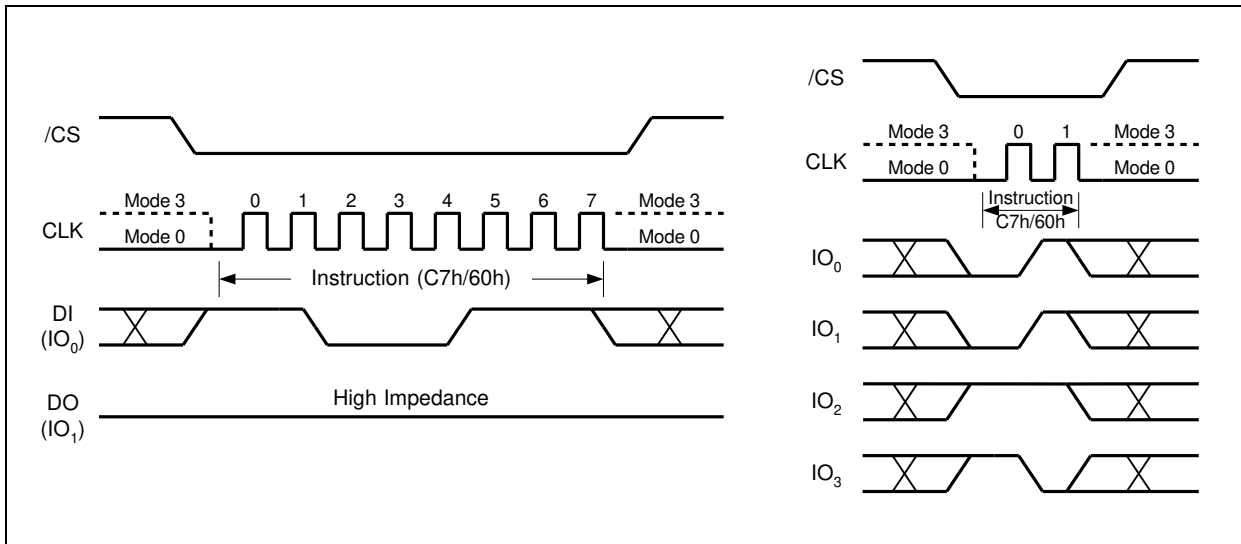 /CS
Mode 3 0 1 2 3 4 5 6 7 Mode 3
CLK Mode 0 Mode 0
Instruction (C7h/60h)
DI
(IO0)
DO High Impedance
(IO1)
/CS
Mode 3 0 1 Mode 3
CLK Mode 0 Mode 0
Instruction
C7h/60h
IO0
IO1
IO2
IO3